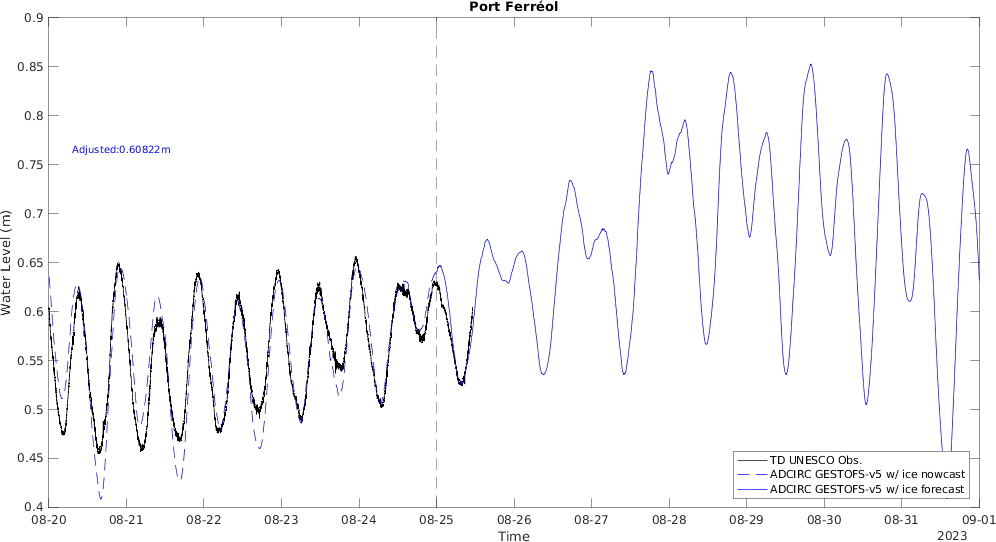 Port Ferréol
0.9
0.85
0.8
0.75
0.7
0.65
0.6
0.55
0.5
0.45
0.4
Water Level (m)
Adjusted:0.60822m
TD UNESCO Obs.
ADCIRC GESTOFS-v5 w/ ice nowcast
ADCIRC GESTOFS-v5 w/ ice forecast
08-20 08-21 08-22 08-23 08-24 08-25 08-26 08-27 08-28 08-29 08-30 08-31 09-01
Time
2023